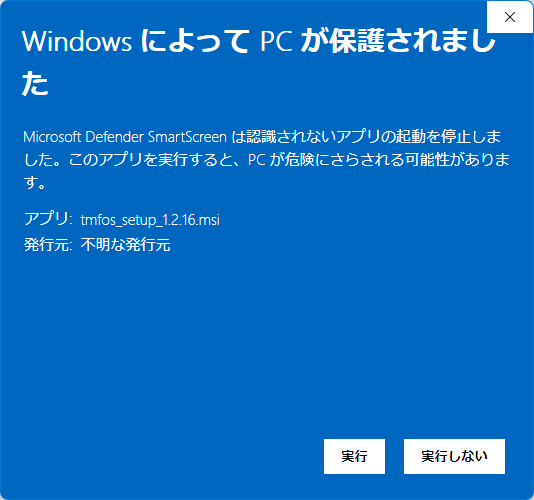 Windows によって PC が保護されまし
た
Microsoft Defender SmartScreen は認識されないアプリの起動を停止しま
した。このアプリを実行すると、PC が危険にさらされる可能性がありま
す。
アプリ: tmfos_setup_1.2.16.msi
発行元: 不明な発行元
実行 実行しない